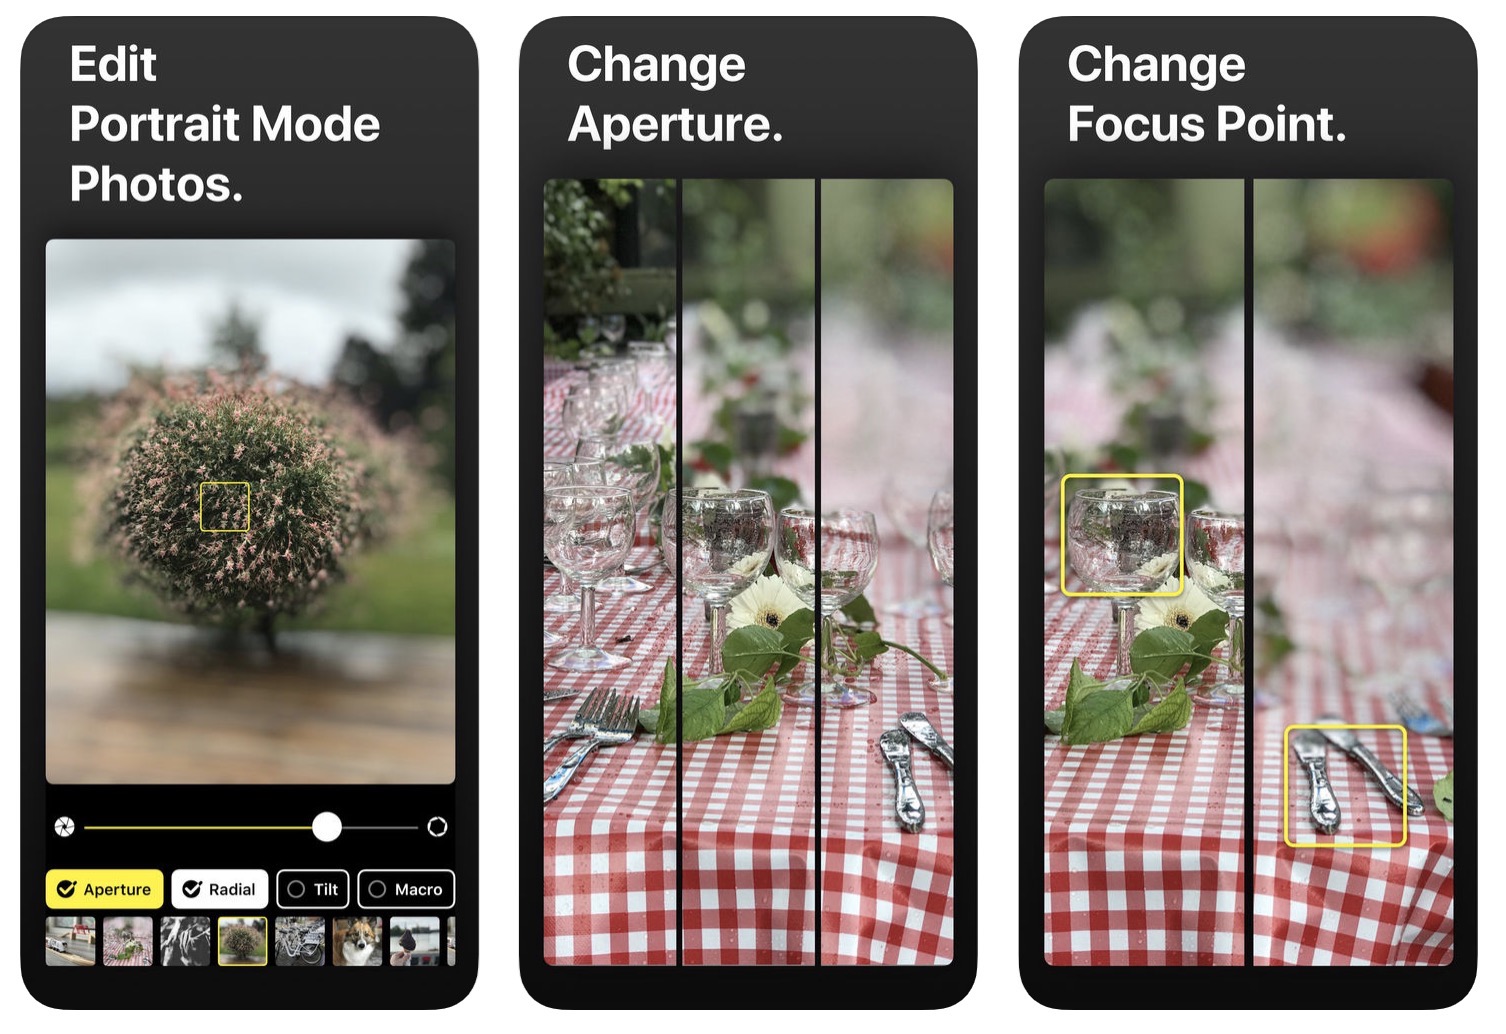 Edit
Portrait Mode
Photos.
Aperture
Radial
Tilt
Macro
Change
Aperture.
Change
Focus Point.